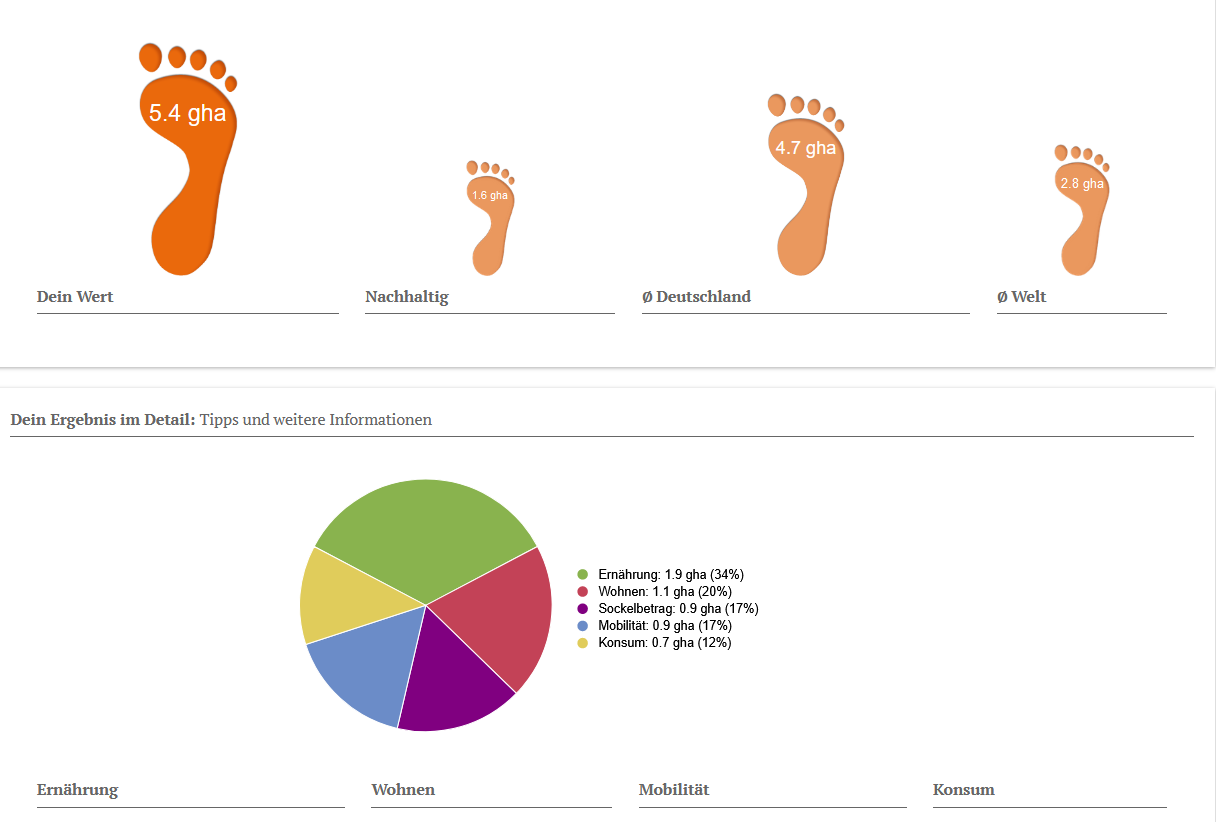 5.4 gha
1.6 gha
4.7 gha
2.8 gha
Dein Wert
Nachhaltig
Ø Deutschland
Ø Welt
Dein Ergebnis im Detail: Tipps und weitere Informationen
Ernährung: 1.9 gha (34%)
Wohnen: 1.1 gha (20%)
Sockelbetrag: 0.9 gha (17%)
Mobilität: 0.9 gha (17%)
Konsum: 0.7 gha (12%)
Ernährung
Wohnen
Mobilität
Konsum